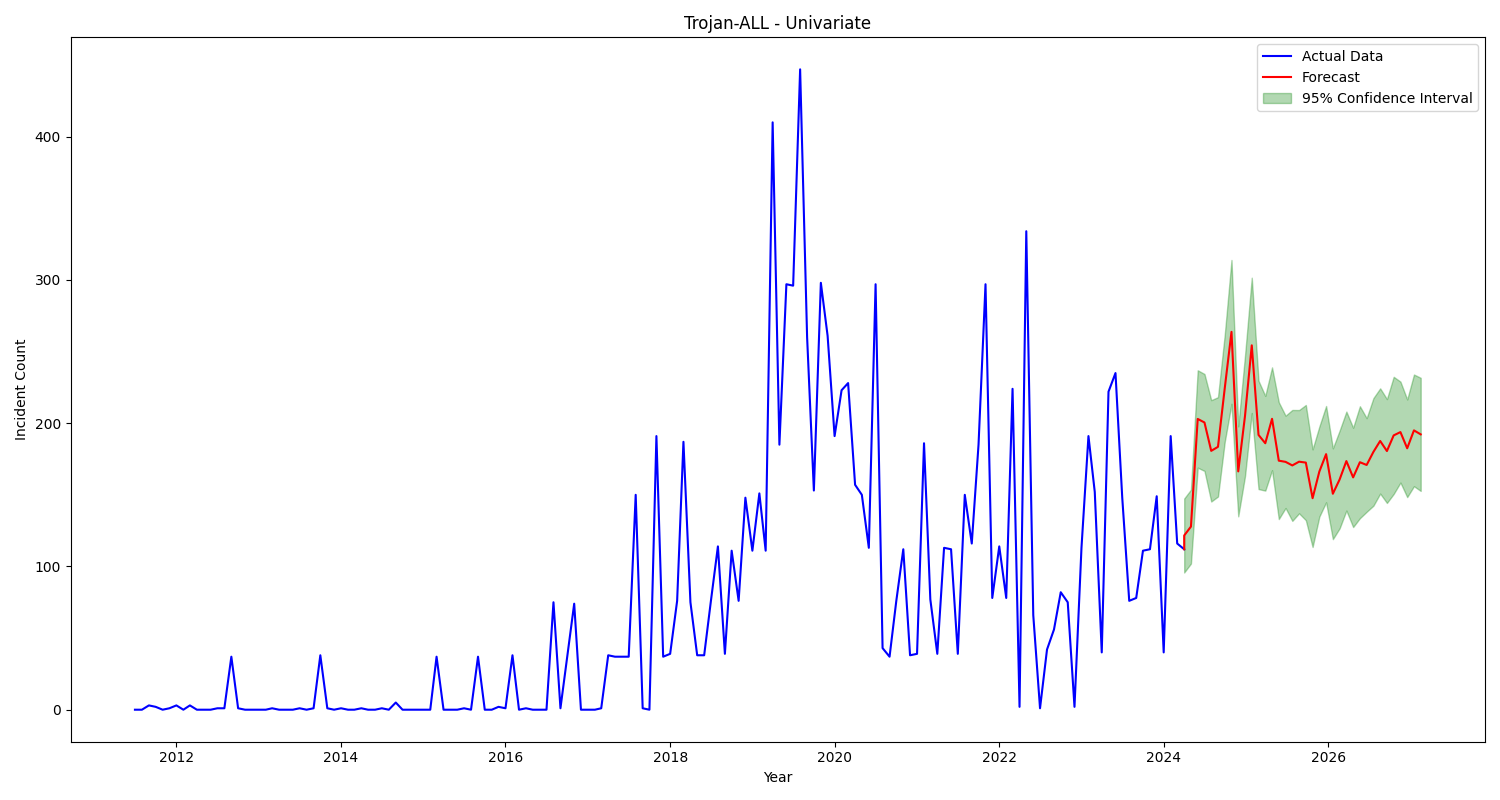 Trojan-ALL - Univariate
Actual Data
Forecast
95% Confidence Interval
Incident Count
400
300
200
100
0
2012 2014 2016 2018 2020 2022 2024 2026
Year